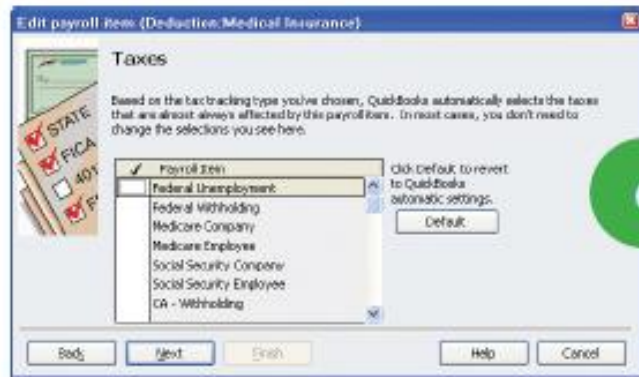 Edit payroll item (Deduction:Medical Insurance)
Taxes
Based on the tax tracking type you've chosen, QuickBooks automatically selects the taxes
that are almost always affected by this payroll item. In most cases, you don't need to
change the selections you see here.
STATE
FICA
401
✓ Payroll Item
Federal Unemployment
Federal Withholding
Medicare Company
Medicare Employee
Social Security Company
Social Security Employee
CA - Withholding
Click Default to revert
to QuickBooks
automatic settings.
Default
Back
Next
Finish
Help
Cancel